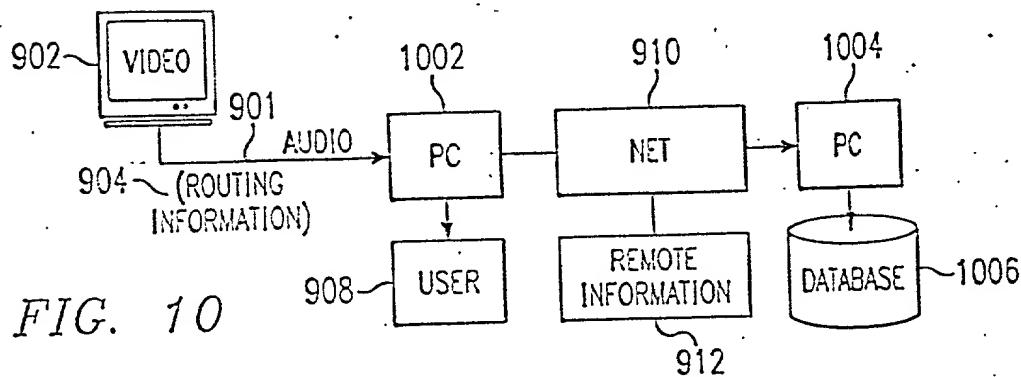 902
VIDEO
901
AUDIO
904
(ROUTING
INFORMATION)
1002
PC
908
USER
910
NET
REMOTE
INFORMATION
912
1004
PC
DATABASE
1006
FIG. 10